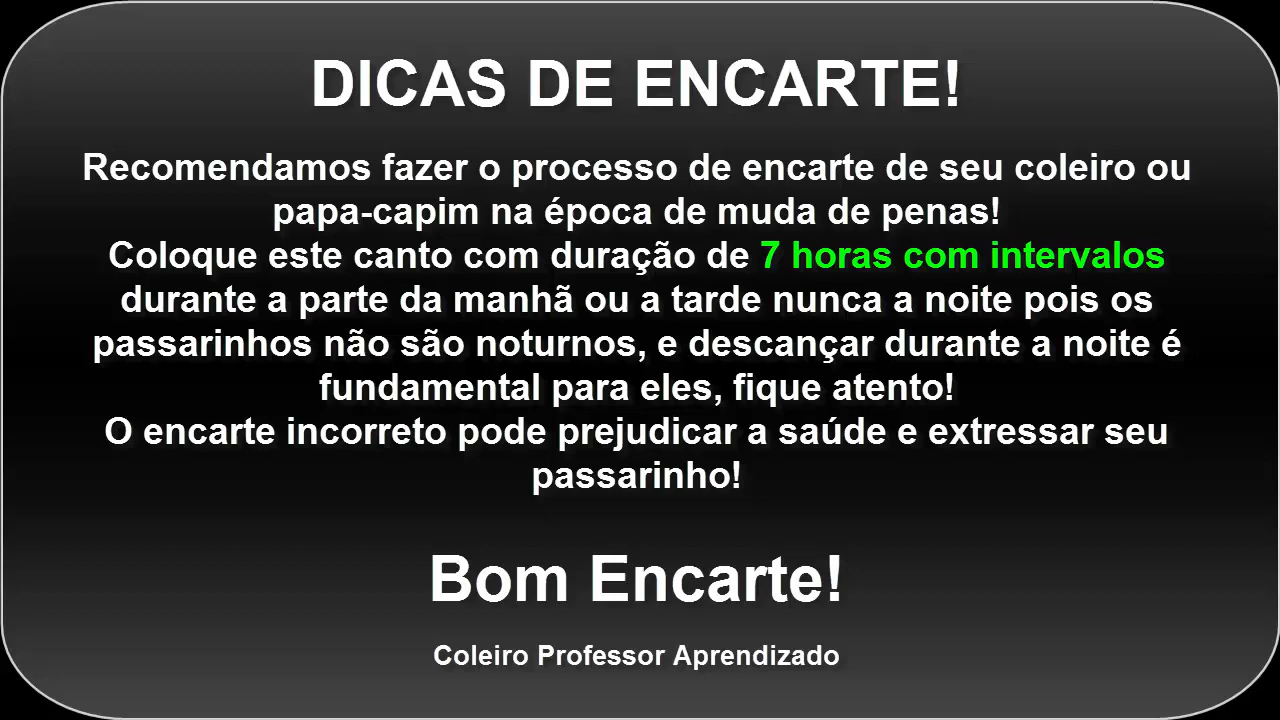 DICAS DE ENCARTE!
Recomendamos fazer o processo de encarte de seu coleiro ou
papa-capim na época de muda de penas!
Coloque este canto com duração de 7 horas com intervalos
durante a parte da manhã ou a tarde nunca a noite pois os
passarinhos não são noturnos, e descançar durante a noite é
fundamental para eles, fique atento!
O encarte incorreto pode prejudicar a saúde e extressar seu
passarinho!
Bom Encarte!
Coleiro Professor Aprendizado